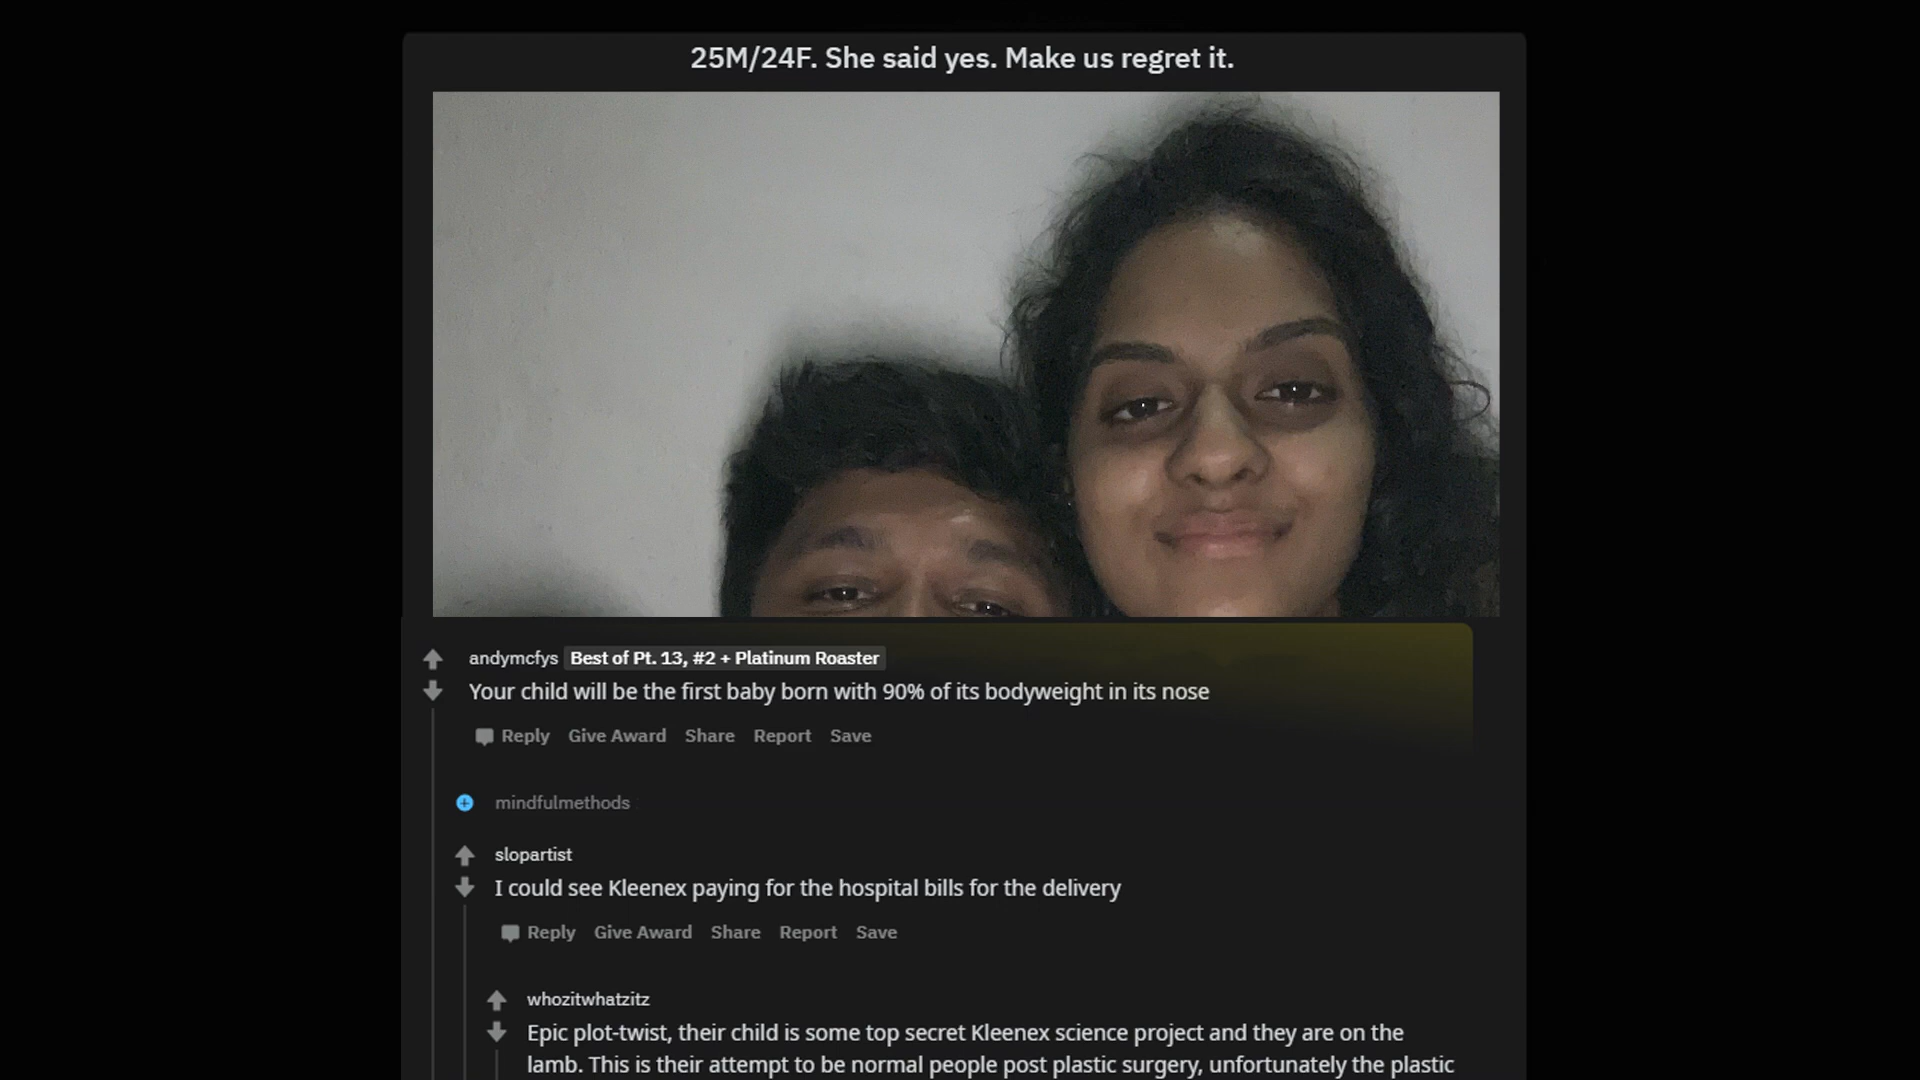 25M/24F. She said yes. Make us regret it.
andymcfys Best of Pt. 13, #2 + Platinum Roaster
Your child will be the first baby born with 90% of its bodyweight in its nose
Reply Give Award Share Report Save
mindfulmethods
slopartist
I could see Kleenex paying for the hospital bills for the delivery
Reply Give Award Share Report Save
whozitwhatzitz
Epic plot-twist, their child is some top secret Kleenex science project and they are on the
lamb. This is their attempt to be normal people post plastic surgery, unfortunately the plastic